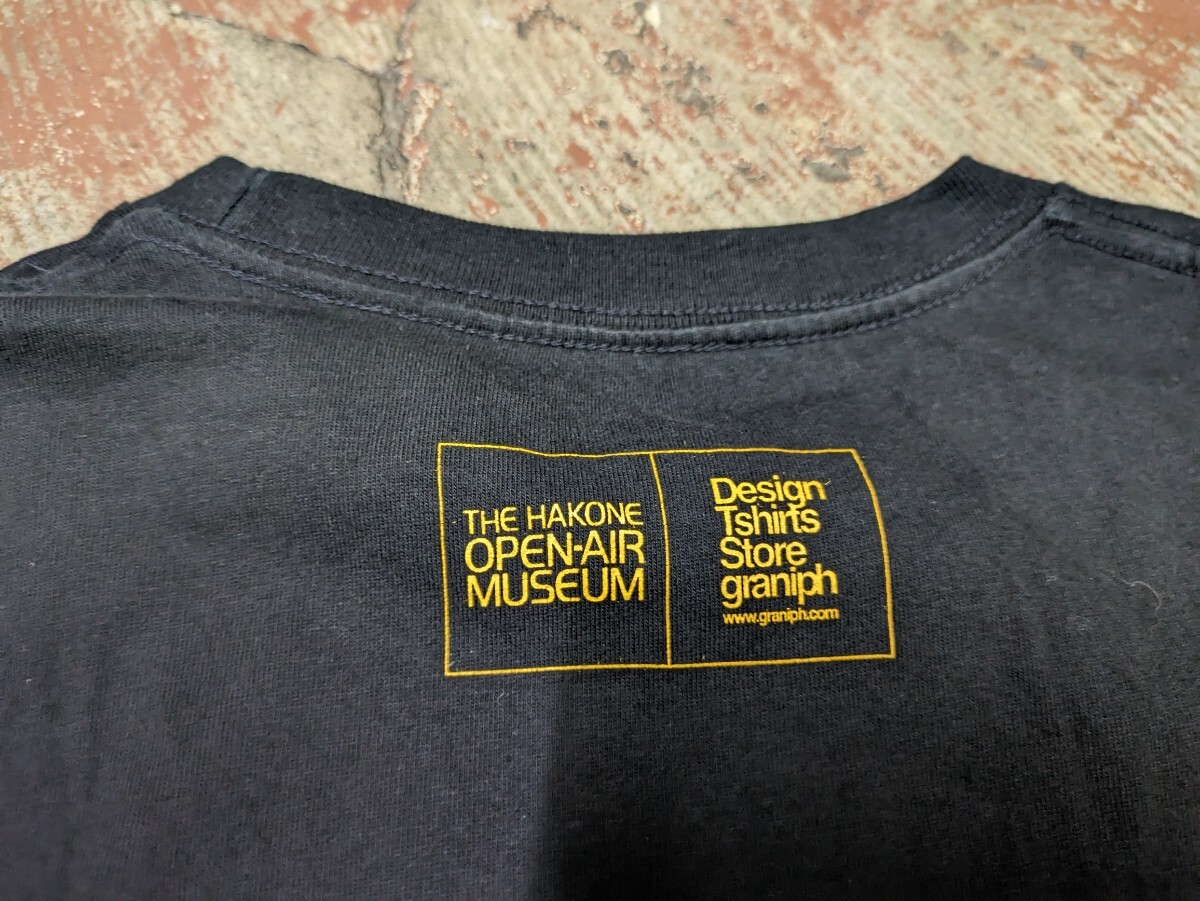 THE HAKONE
OPEN-AIR
MUSEUM
Design
Tshirts
Store
graniph
www.graniph.com